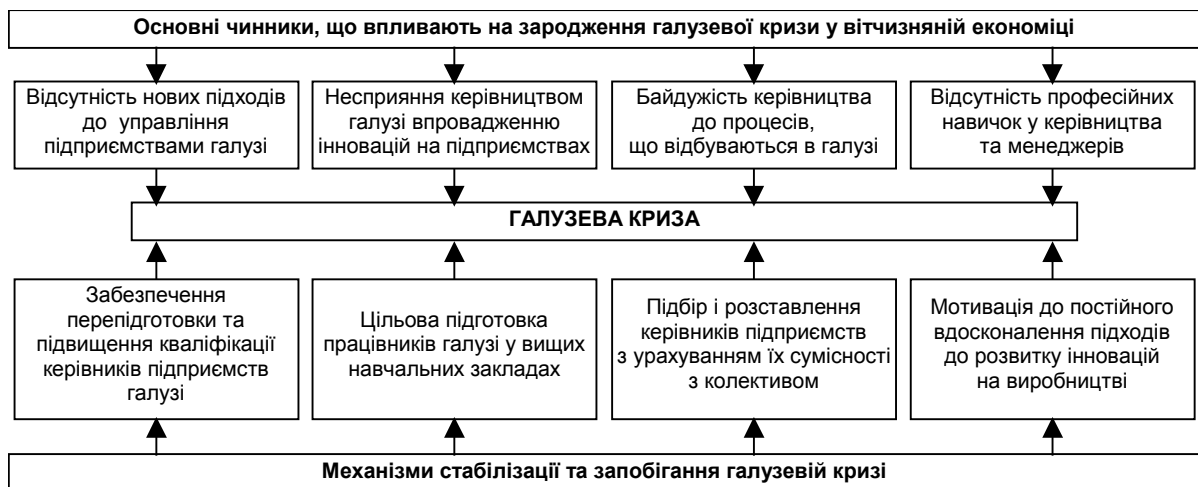 Основні чинники, що впливають на зародження галузевої кризи у вітчизняній економіці
Відсутність нових підходів
до управління
підприємствами галузі
Несприяння керівництвом
галузі впровадженню
інновацій на підприємствах
Байдужість керівництва
до процесів,
що відбуваються в галузі
Відсутність професійних
навичок у керівництва
та менеджерів
ГАЛУЗЕВА КРИЗА
Забезпечення
перепідготовки та
підвищення кваліфікації
керівників підприємств
галузі
Цільова підготовка
працівників галузі у вищих
навчальних закладах
Підбір і розставлення
керівників підприємств
з урахуванням їх сумісності
з колективом
Мотивація до постійного
вдосконалення підходів
до розвитку інновацій
на виробництві
Механізми стабілізації та запобігання галузевій кризі